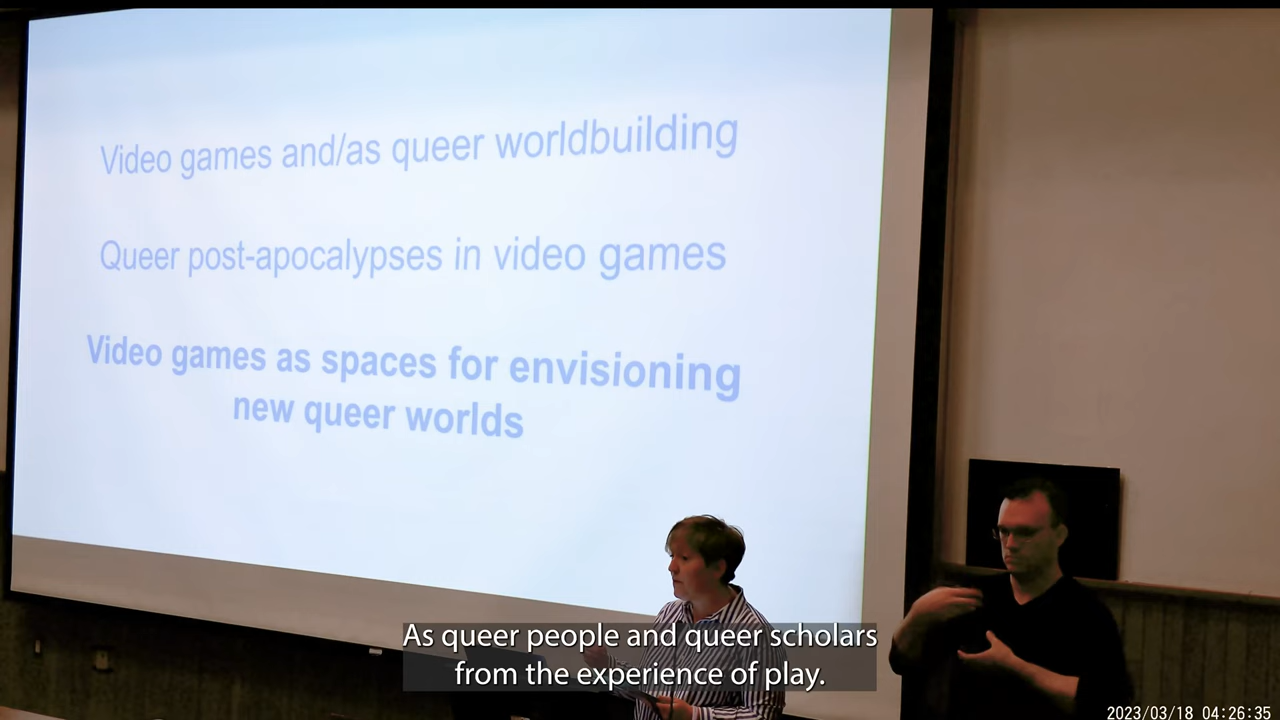 Video games and/as queer worldbuilding
Queer post-apocalypses in video games
Video games as spaces for envisioning
new queer worlds
As queer people and queer scholars
from the experience of play.
2023/03/18 04:26:35